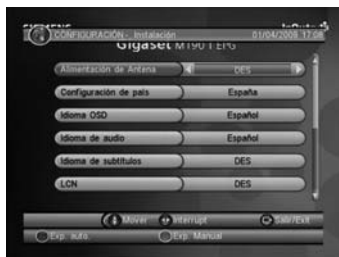 SIEMENS
CONFIGURACIÓN - Instalación 01/04/2008 17:08
Gigaset M190 T EPG
Alimentación de Antena DES
Configuración de país España
Idioma OSD Español
Idioma de audio Español
Idioma de subtítulos DES
LCN DES
Mover Interrupt Salir/Exit
Exp. auto. Exp. Manual